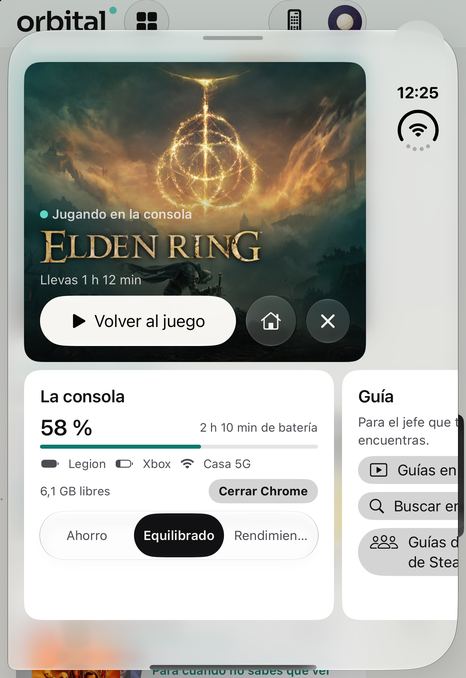 orbital
12:25
Jugando en la consola
ELDEN RING
Llevas 1 h 12 min
Volver al juego
La consola
58 %
2 h 10 min de batería
Legion
Xbox
Casa 5G
6,1 GB libres
Cerrar Chrome
Ahorro
Equilibrado
Rendimien...
Guía
Para el jefe que
encuentras.
Guías en
Buscar en
Guías
de
Para cuando no sabes qué ver